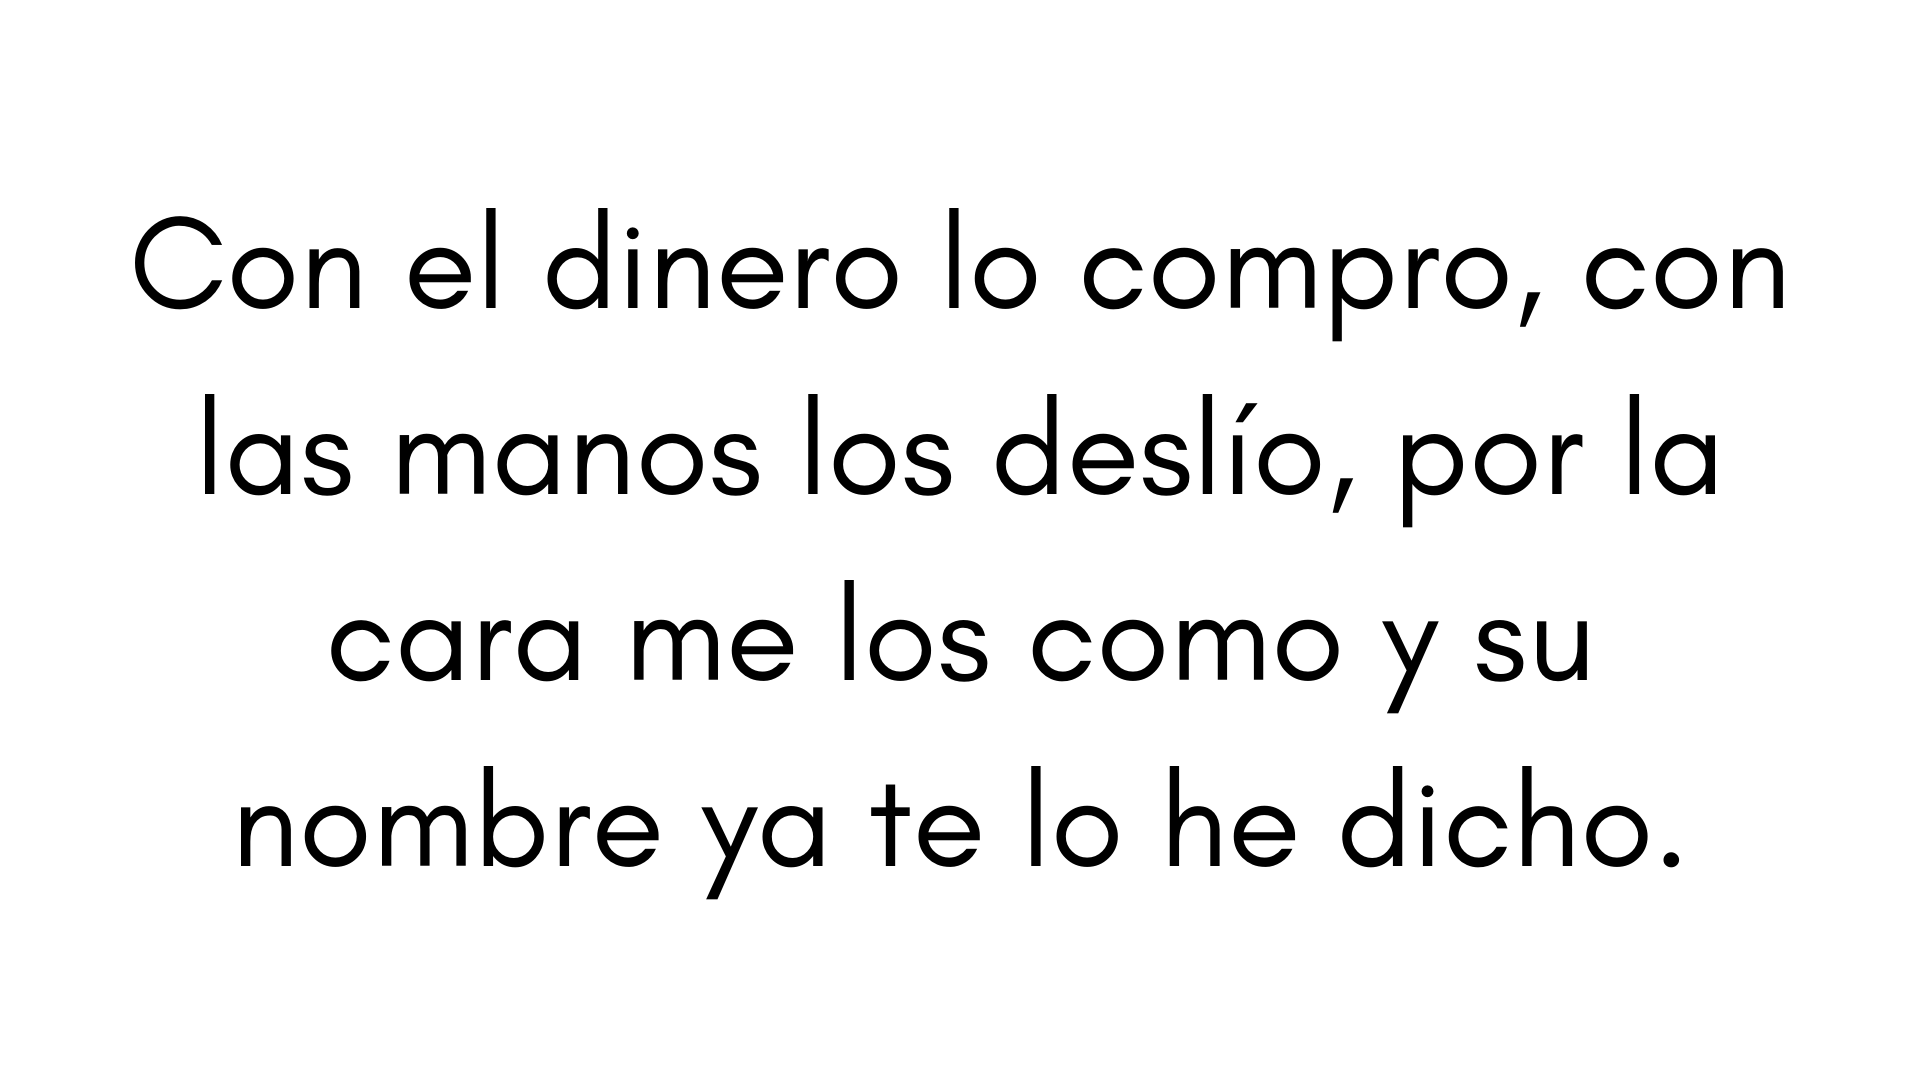 Con el dinero lo compro, con
las manos los deslío, por la
cara me los como y su
nombre ya te lo he dicho.